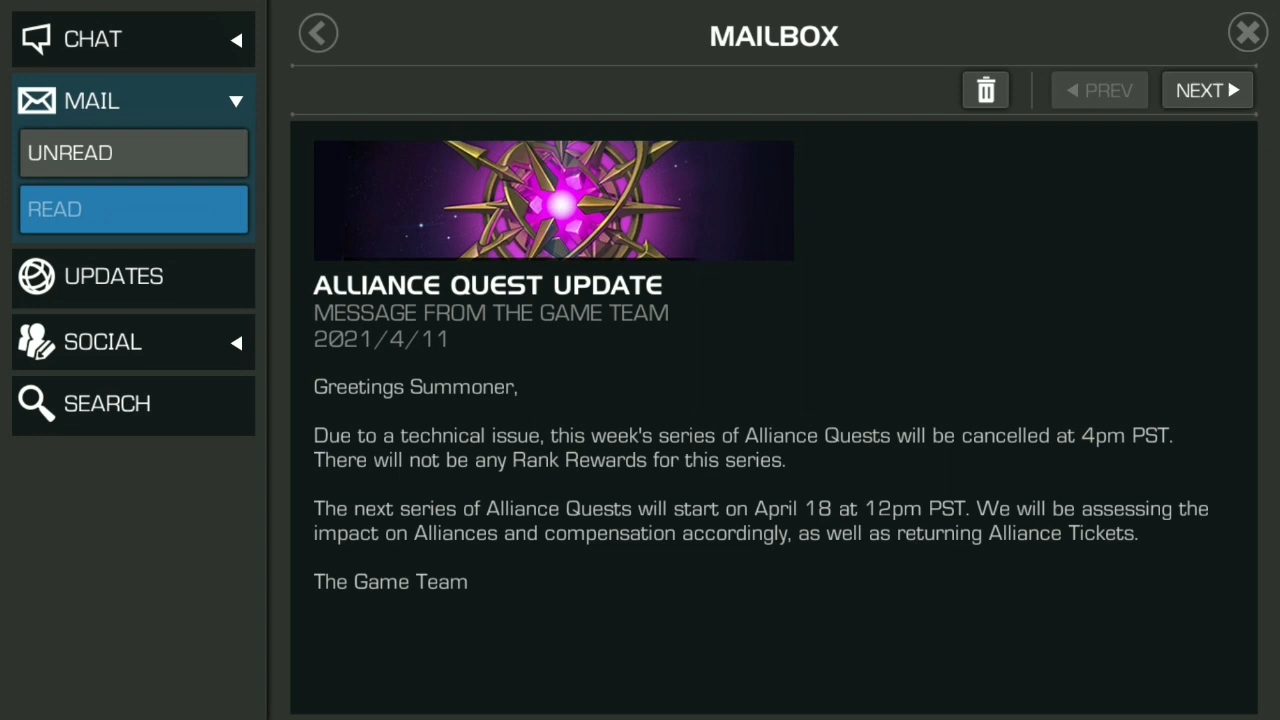 CHAT
MAIL
UNREAD
READ
UPDATES
SOCIAL
SEARCH
MAILBOX
PREV
NEXT
ALLIANCE QUEST UPDATE
MESSAGE FROM THE GAME TEAM
2021/4/11
Greetings Summoner,
Due to a technical issue, this week's series of Alliance Quests will be cancelled at 4pm PST.
There will not be any Rank Rewards for this series.
The next series of Alliance Quests will start on April 18 at 12pm PST. We will be assessing the
impact on Alliances and compensation accordingly, as well as returning Alliance Tickets.
The Game Team